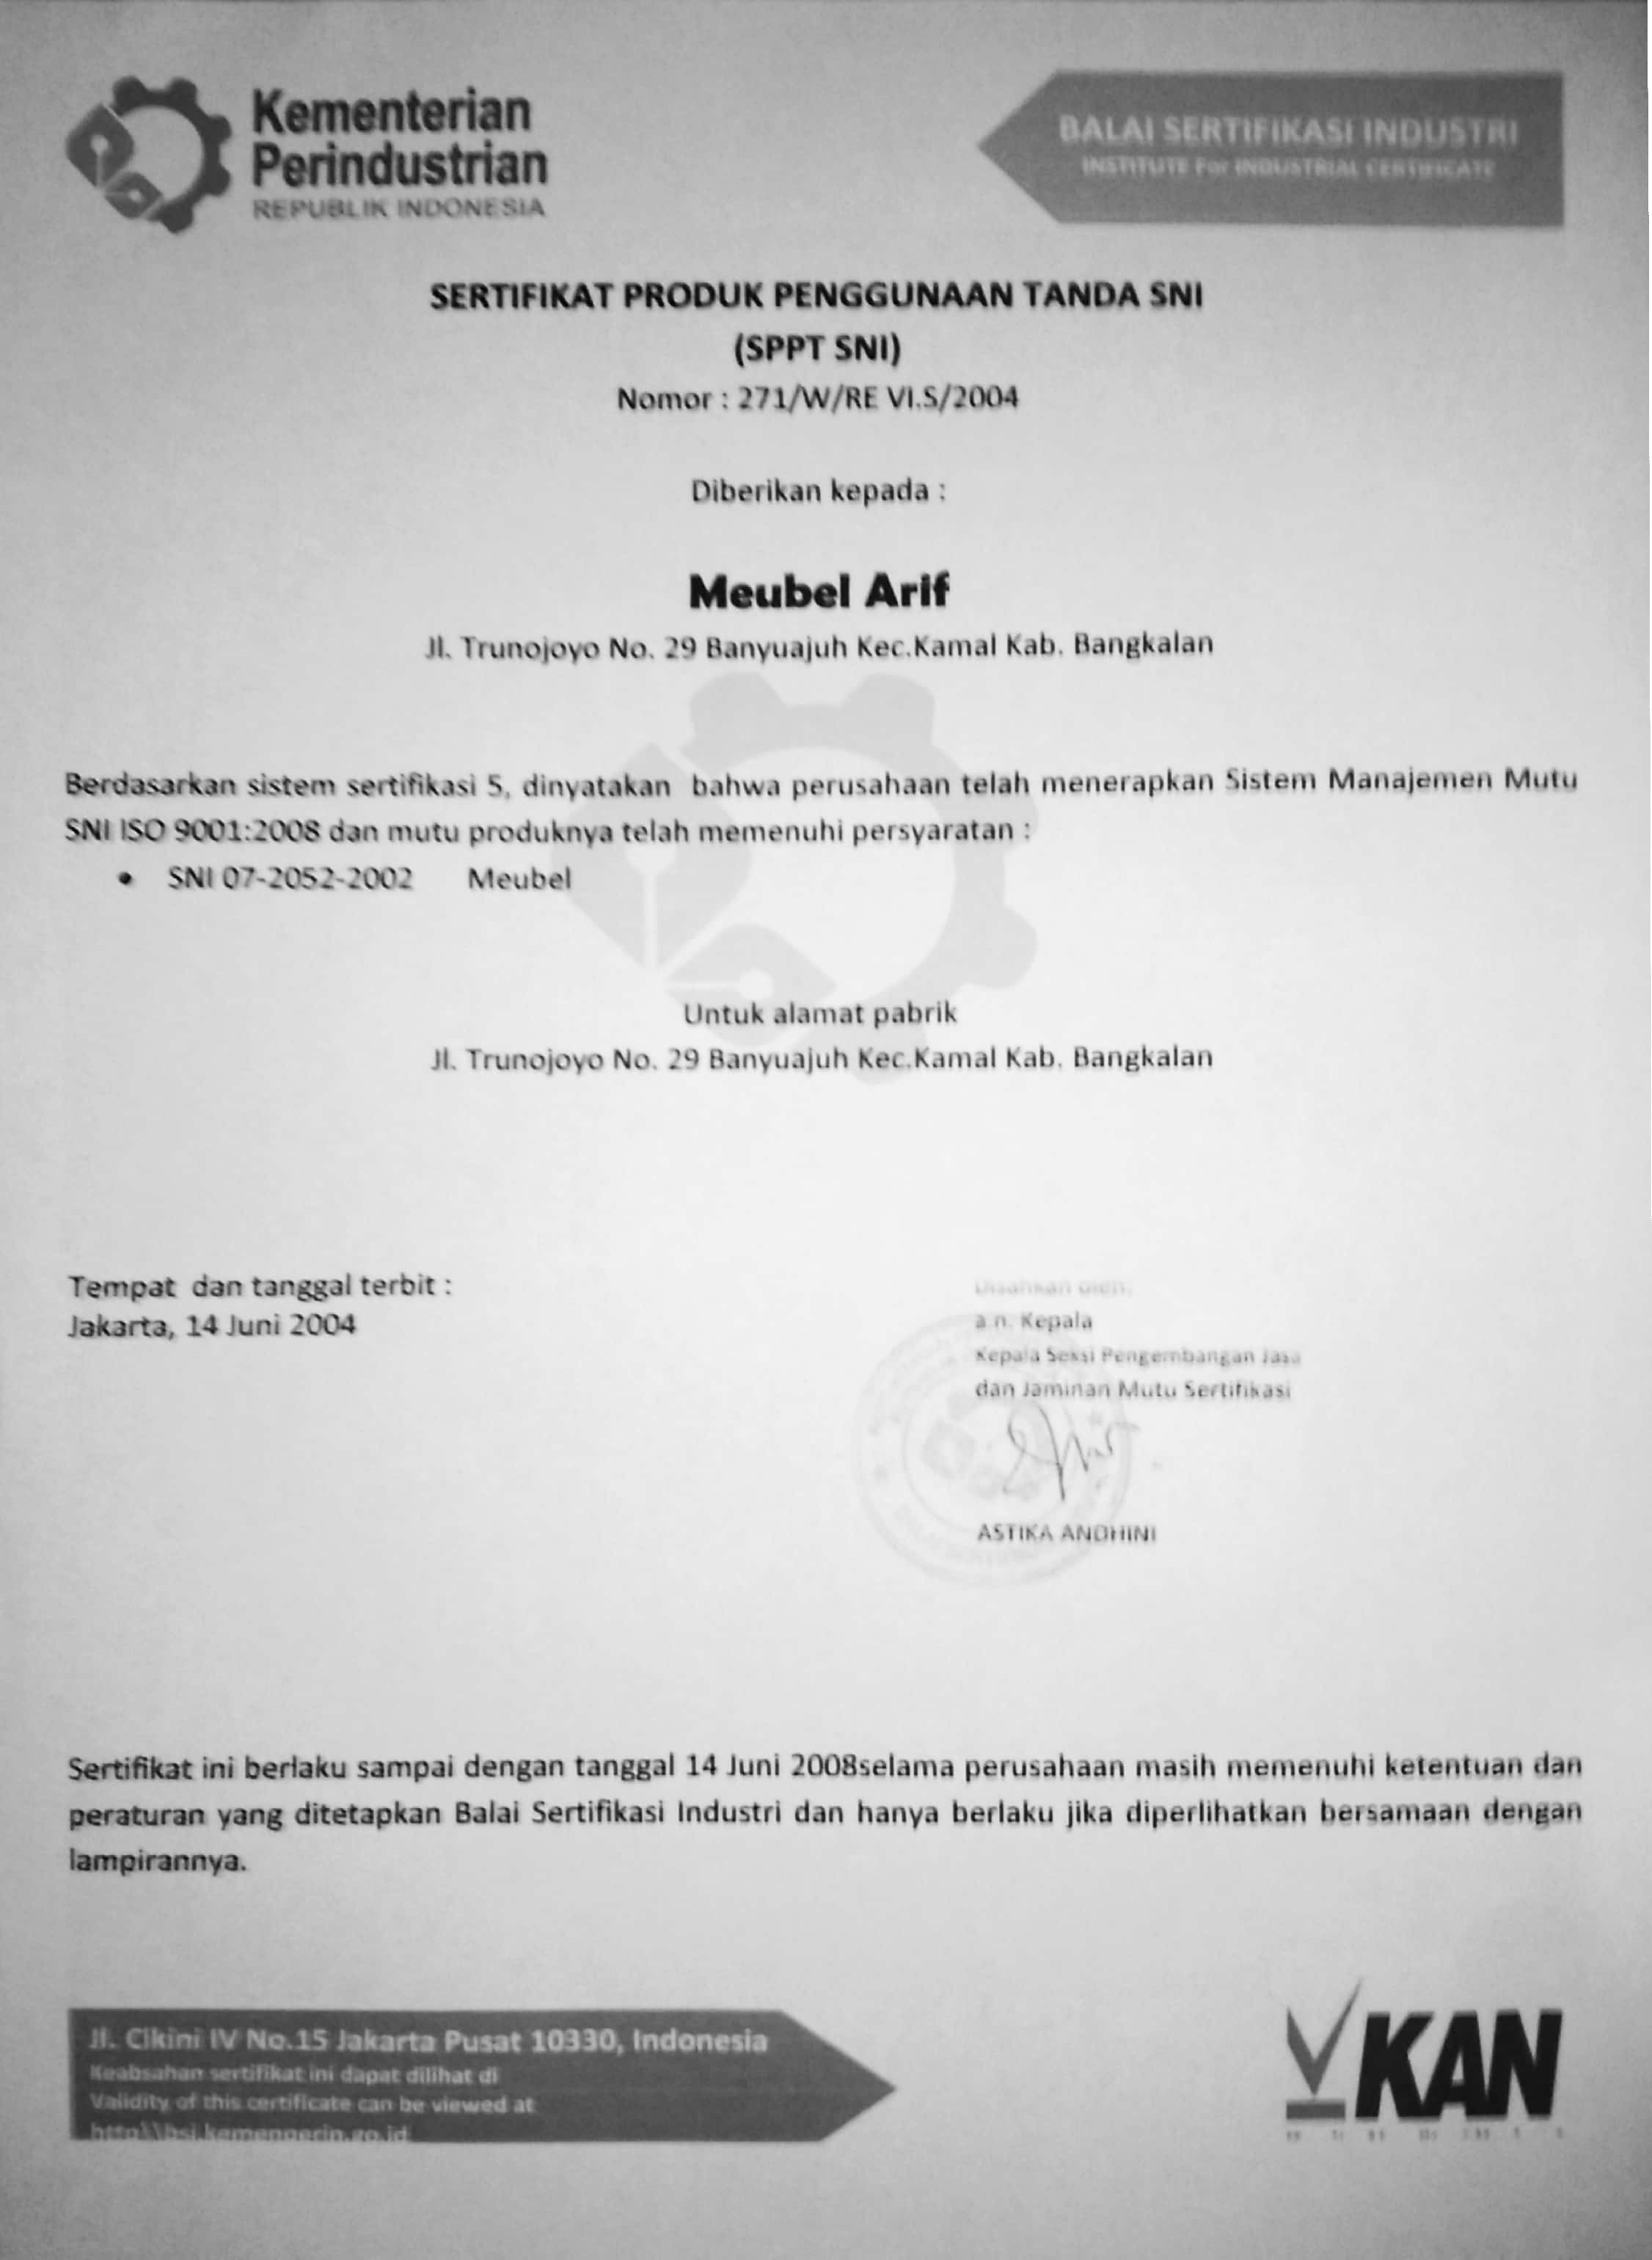 Kementerian
Perindustrian
REPUBLIK INDONESIA
BALAI SERTIFIKASI INDUSTRI
INSTITUTE For INDUSTRIAL CERTIFICATE
SERTIFIKAT PRODUK PENGGUNAAN TANDA SNI
(SPPT SNI)
Nomor : 271/W/RE VI.S/2004
Diberikan kepada :
Meubel Arif
Jl. Trunojoyo No. 29 Banyuajuh Kec.Kamal Kab. Bangkalan
Berdasarkan sistem sertifikasi 5, dinyatakan bahwa perusahaan telah menerapkan Sistem Manajemen Mutu
SNI ISO 9001:2008 dan mutu produknya telah memenuhi persyaratan :
• SNI 07-2052-2002 Meubel
Untuk alamat pabrik
Jl. Trunojoyo No. 29 Banyuajuh Kec.Kamal Kab. Bangkalan
Tempat dan tanggal terbit :
Jakarta, 14 Juni 2004
Disahkan oleh:
a.n. Kepala
Kepala Seksi Pengembangan Jasa
dan Jaminan Mutu Sertifikasi
ASTIKA ANDHINI
Sertifikat ini berlaku sampai dengan tanggal 14 Juni 2008selama perusahaan masih memenuhi ketentuan dan
peraturan yang ditetapkan Balai Sertifikasi Industri dan hanya berlaku jika diperlihatkan bersamaan dengan
lampirannya.
Jl. Cikini IV No.15 Jakarta Pusat 10330, Indonesia
Keabsahan sertifikat ini dapat dilihat di
Validity of this certificate can be viewed at
http:\\bsi.kemenperin.go.id
KAN